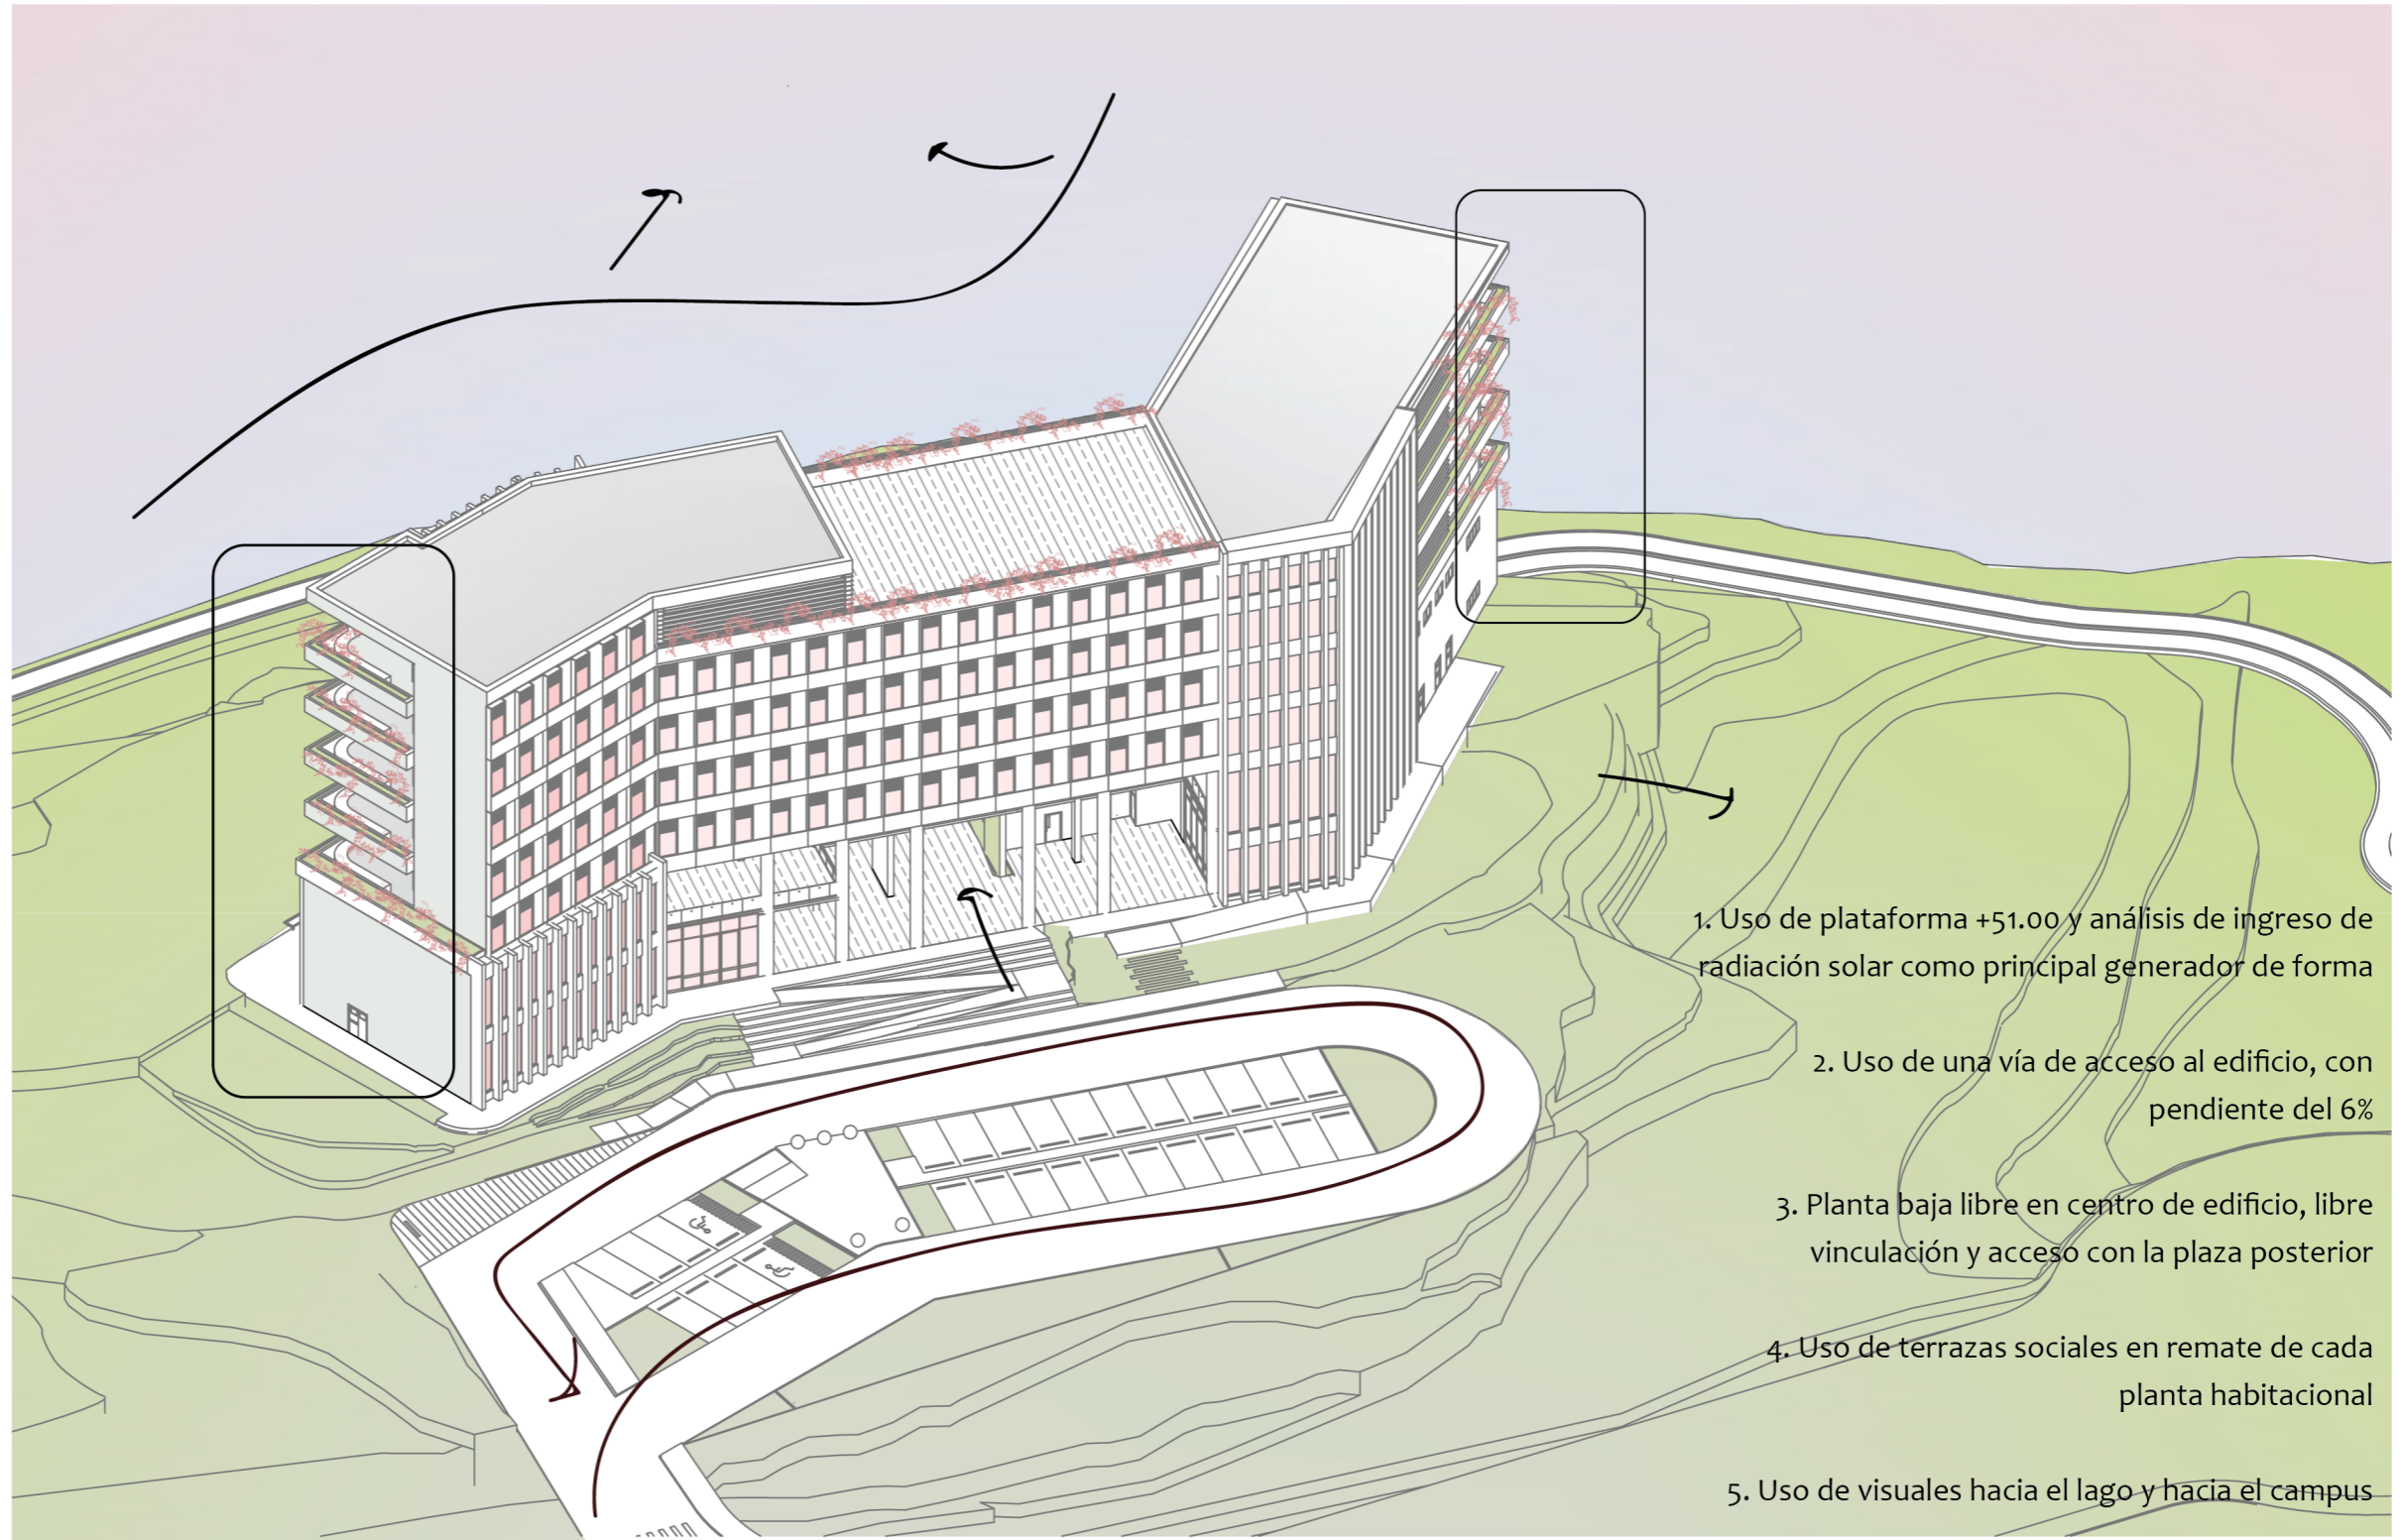 1. Uso de plataforma +51.00 y análisis de ingreso de
radiación solar como principal generador de forma
2. Uso de una vía de acceso al edificio, con
pendiente del 6%
3. Planta baja libre en centro de edificio, libre
vinculación y acceso con la plaza posterior
4. Uso de terrazas sociales en remate de cada
planta habitacional
5. Uso de visuales hacia el lago y hacia el campus